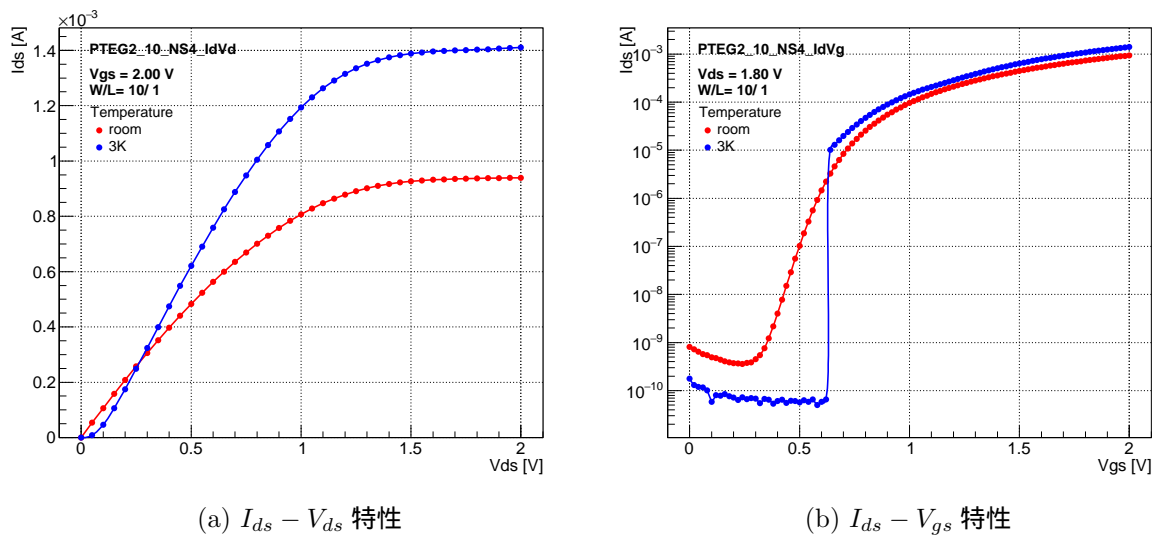 ×10⁻³
Ids [A]
PTEG2_10_NS4_IdVd
Vgs = 2.00 V
W/L= 10/ 1
Temperature
room
3K
1.4
1.2
1
0.8
0.6
0.4
0.2
0
0 0.5 1 1.5 2
Vds [V]
(a) Ids − Vds 特性
Ids [A]
PTEG2_10_NS4_IdVg
Vds = 1.80 V
W/L= 10/ 1
Temperature
room
3K
10⁻³
10⁻⁴
10⁻⁵
10⁻⁶
10⁻⁷
10⁻⁸
10⁻⁹
10⁻¹⁰
0 0.5 1 1.5 2
Vgs [V]
(b) Ids − Vgs 特性